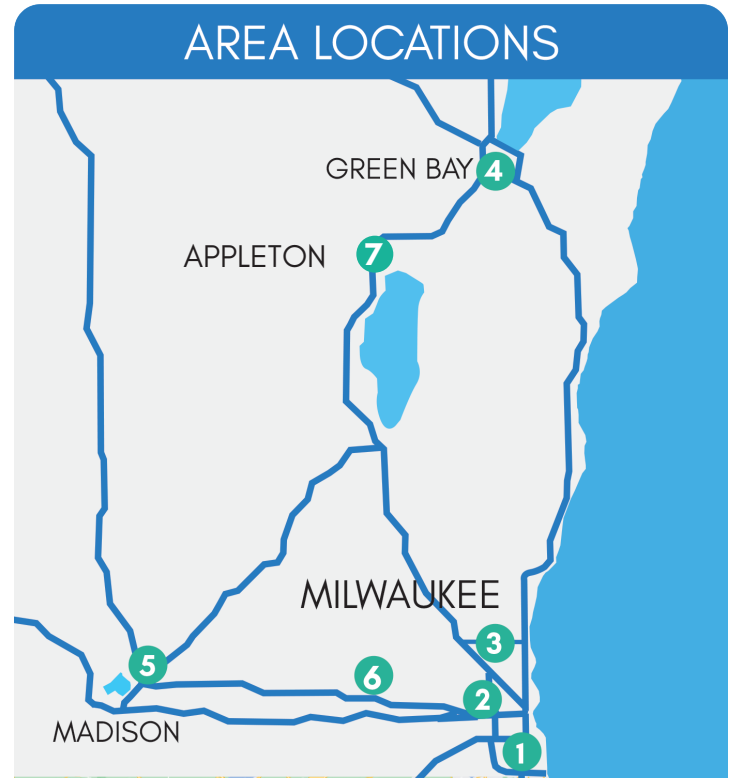 AREA LOCATIONS
GREEN BAY 4
APPLETON 7
MILWAUKEE
3
5
6
2
MADISON
1